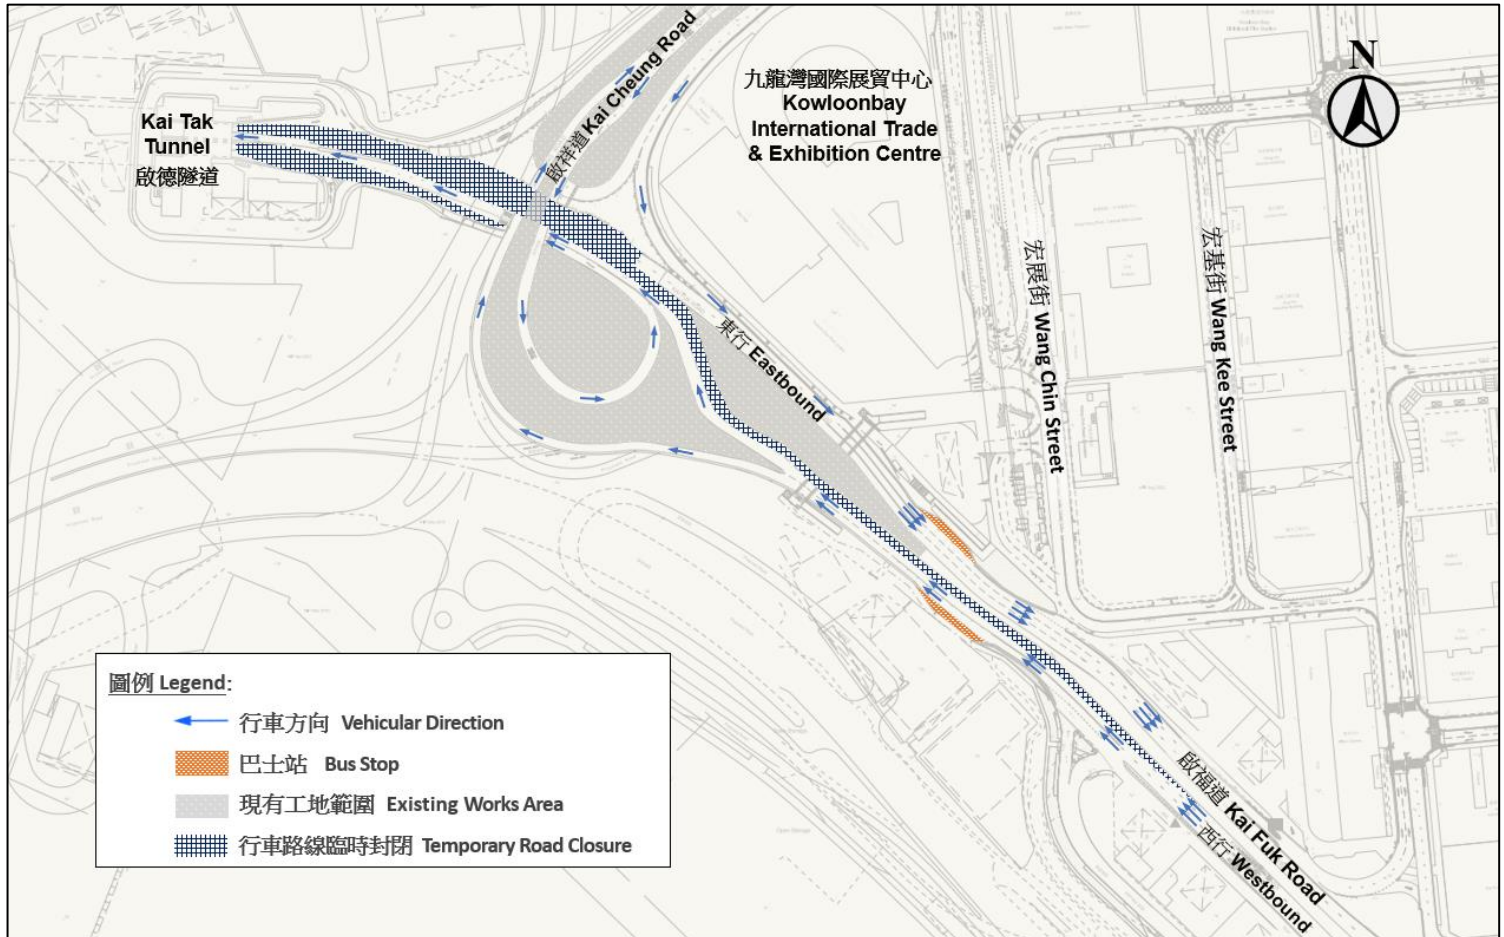 九龍灣國際展貿中心
Kowloonbay
International Trade
& Exhibition Centre
N
Kai Tak
Tunnel
啟德隧道
啟祥道 Kai Cheung Road
宏展街 Wang Chin Street
宏基街 Wang Kee Street
東行 Eastbound
啟福道 Kai Fuk Road
西行 Westbound
圖例 Legend:
行車方向 Vehicular Direction
巴士站 Bus Stop
現有工地範圍 Existing Works Area
行車路線臨時封閉 Temporary Road Closure